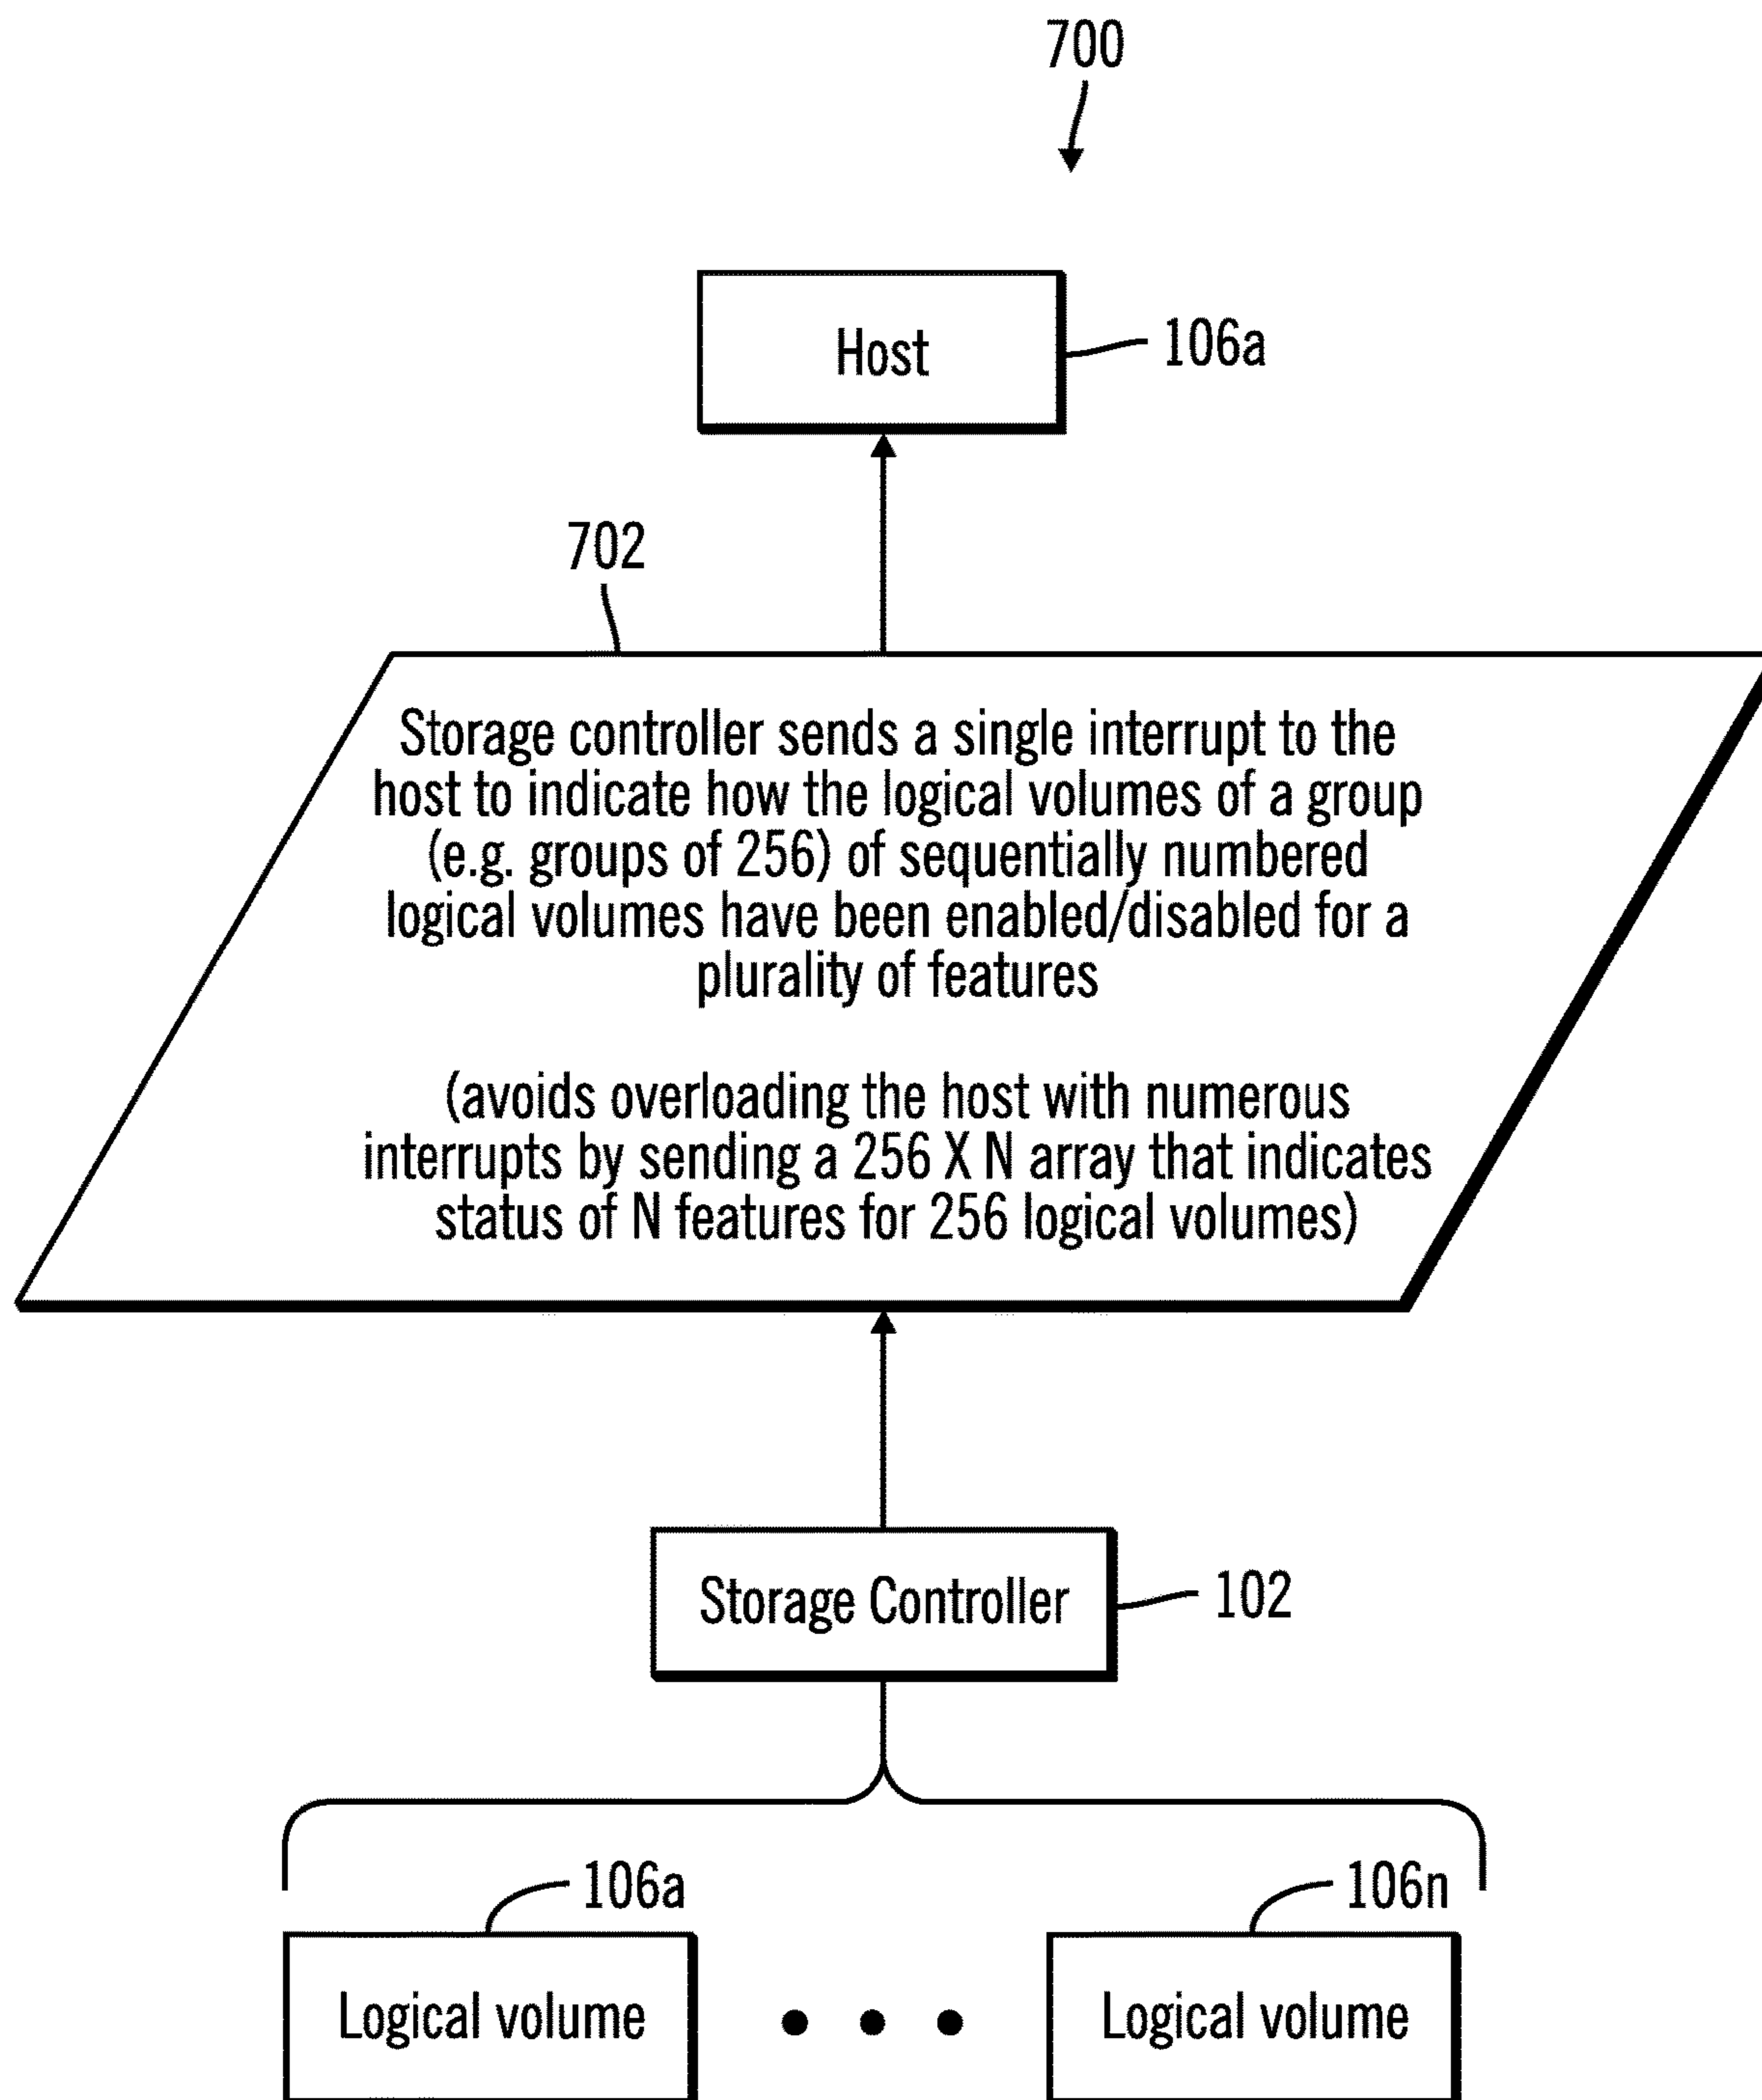 700
Host
106a
702
Storage controller sends a single interrupt to the
host to indicate how the logical volumes of a group
(e.g. groups of 256) of sequentially numbered
logical volumes have been enabled/disabled for a
plurality of features
(avoids overloading the host with numerous
interrupts by sending a 256 X N array that indicates
status of N features for 256 logical volumes)
Storage Controller
102
106a
106n
Logical volume
Logical volume